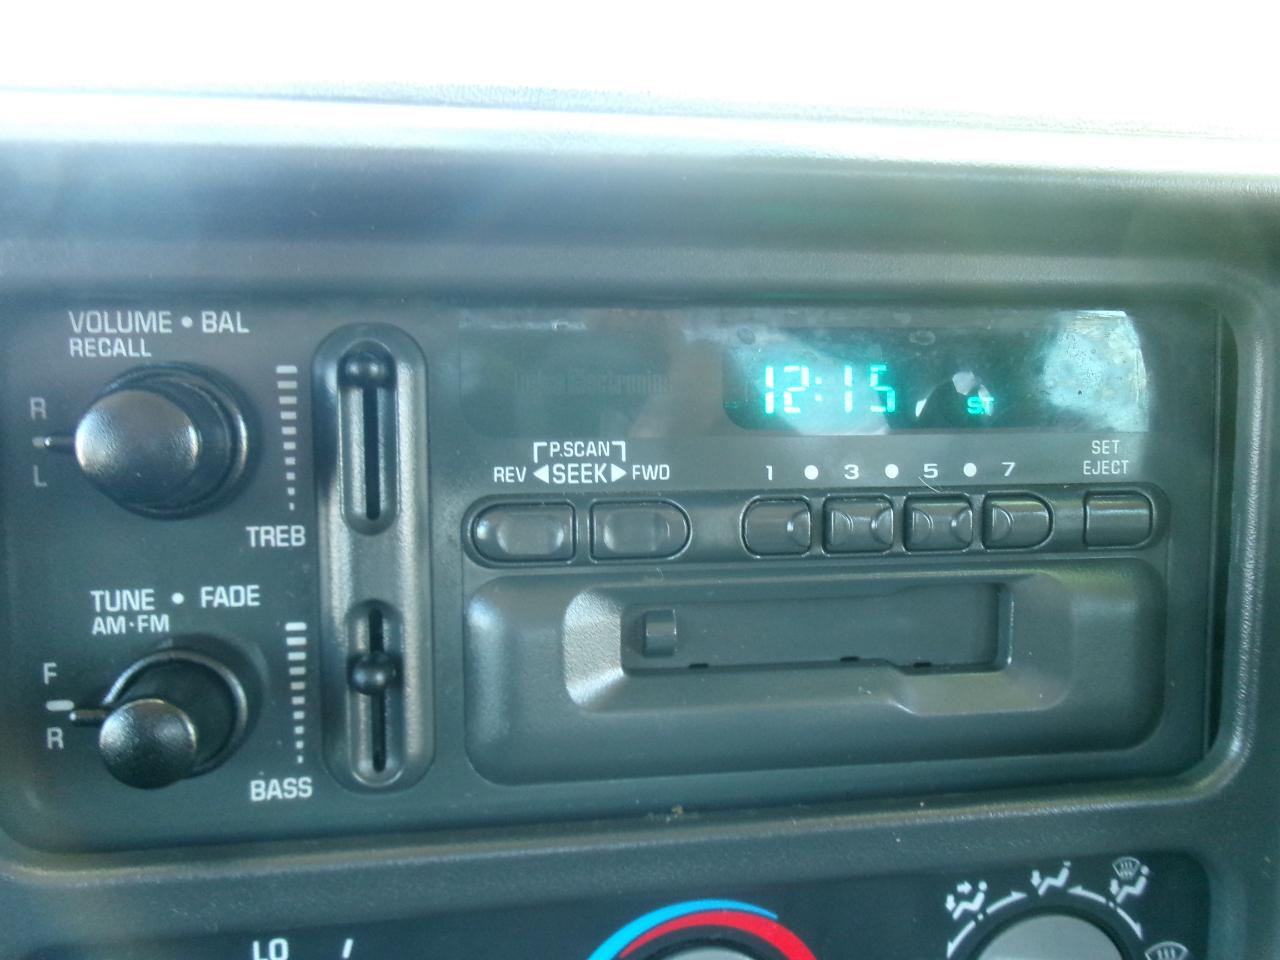 VOLUME • BAL
RECALL
R
L
TREB
TUNE • FADE
AM•FM
F
R
BASS
12:15
ST
P.SCAN
REV ◀SEEK▶ FWD
1 • 3 • 5 • 7
SET
EJECT
LO